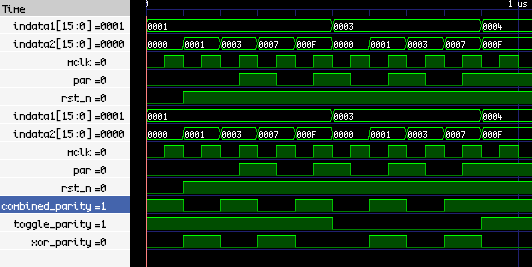 Time 0 1 us
indata1[15:0] =0001 0001 0003 0004
indata2[15:0] =0000 0000 0001 0003 0007 000F 0000 0001 0003 0007 000F
mclk =0
par =0
rst_n =0
indata1[15:0] =0001 0001 0003 0004
indata2[15:0] =0000 0000 0001 0003 0007 000F 0000 0001 0003 0007 000F
mclk =0
par =0
rst_n =0
combined_parity =1
toggle_parity =1
xor_parity =0